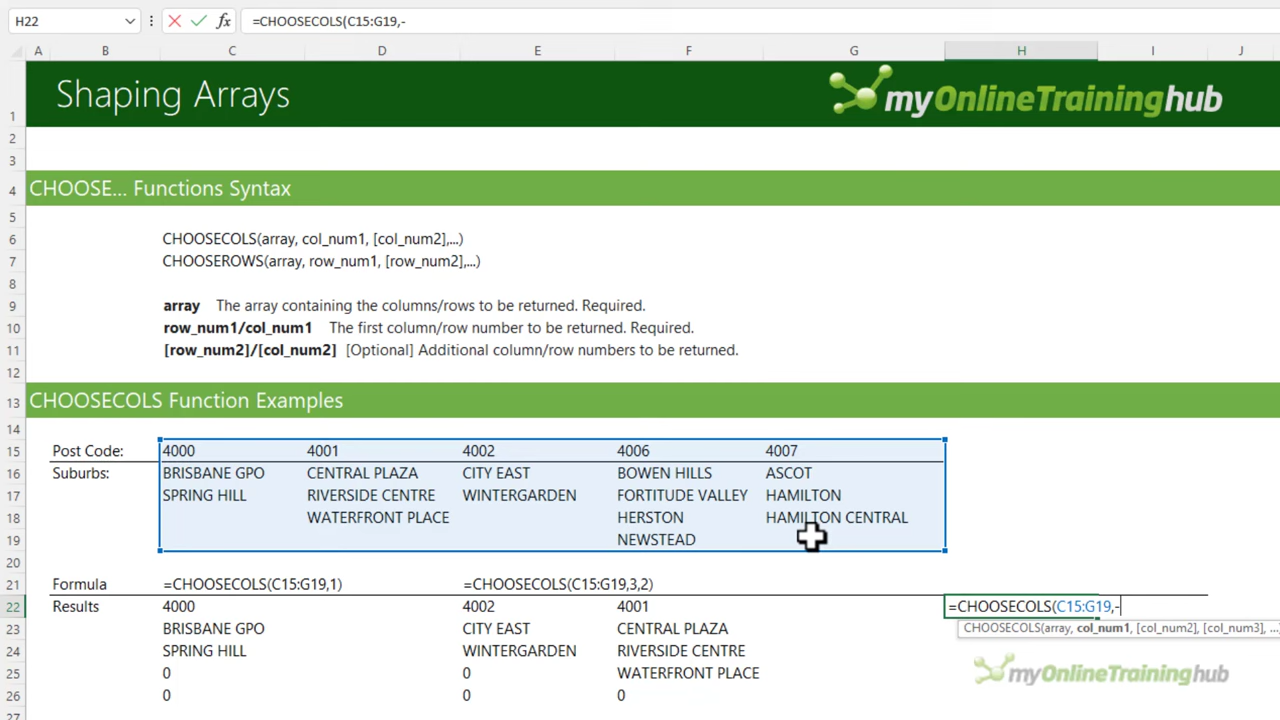 H22 fx =CHOOSECOLS(C15:G19,-
A B C D E F G H I J
1 Shaping Arrays myOnlineTraininghub
2
3
4 CHOOSE... Functions Syntax
5
6 CHOOSECOLS(array, col_num1, [col_num2],...)
7 CHOOSEROWS(array, row_num1, [row_num2],...)
8
9 array The array containing the columns/rows to be returned. Required.
10 row_num1/col_num1 The first column/row number to be returned. Required.
11 [row_num2]/[col_num2] [Optional] Additional column/row numbers to be returned.
12
13 CHOOSECOLS Function Examples
14
15 Post Code: 4000 4001 4002 4006 4007
16 Suburbs: BRISBANE GPO CENTRAL PLAZA CITY EAST BOWEN HILLS ASCOT
17 SPRING HILL RIVERSIDE CENTRE WINTERGARDEN FORTITUDE VALLEY HAMILTON
18 WATERFRONT PLACE HERSTON HAMILTON CENTRAL
19 NEWSTEAD
20
21 Formula =CHOOSECOLS(C15:G19,1) =CHOOSECOLS(C15:G19,3,2)
22 Results 4000 4002 4001 =CHOOSECOLS(C15:G19,-
23 BRISBANE GPO CITY EAST CENTRAL PLAZA CHOOSECOLS(array, col_num1, [col_num2], [col_num3], ...
24 SPRING HILL WINTERGARDEN RIVERSIDE CENTRE
25 0 0 WATERFRONT PLACE myOnlineTraininghub
26 0 0 0
27